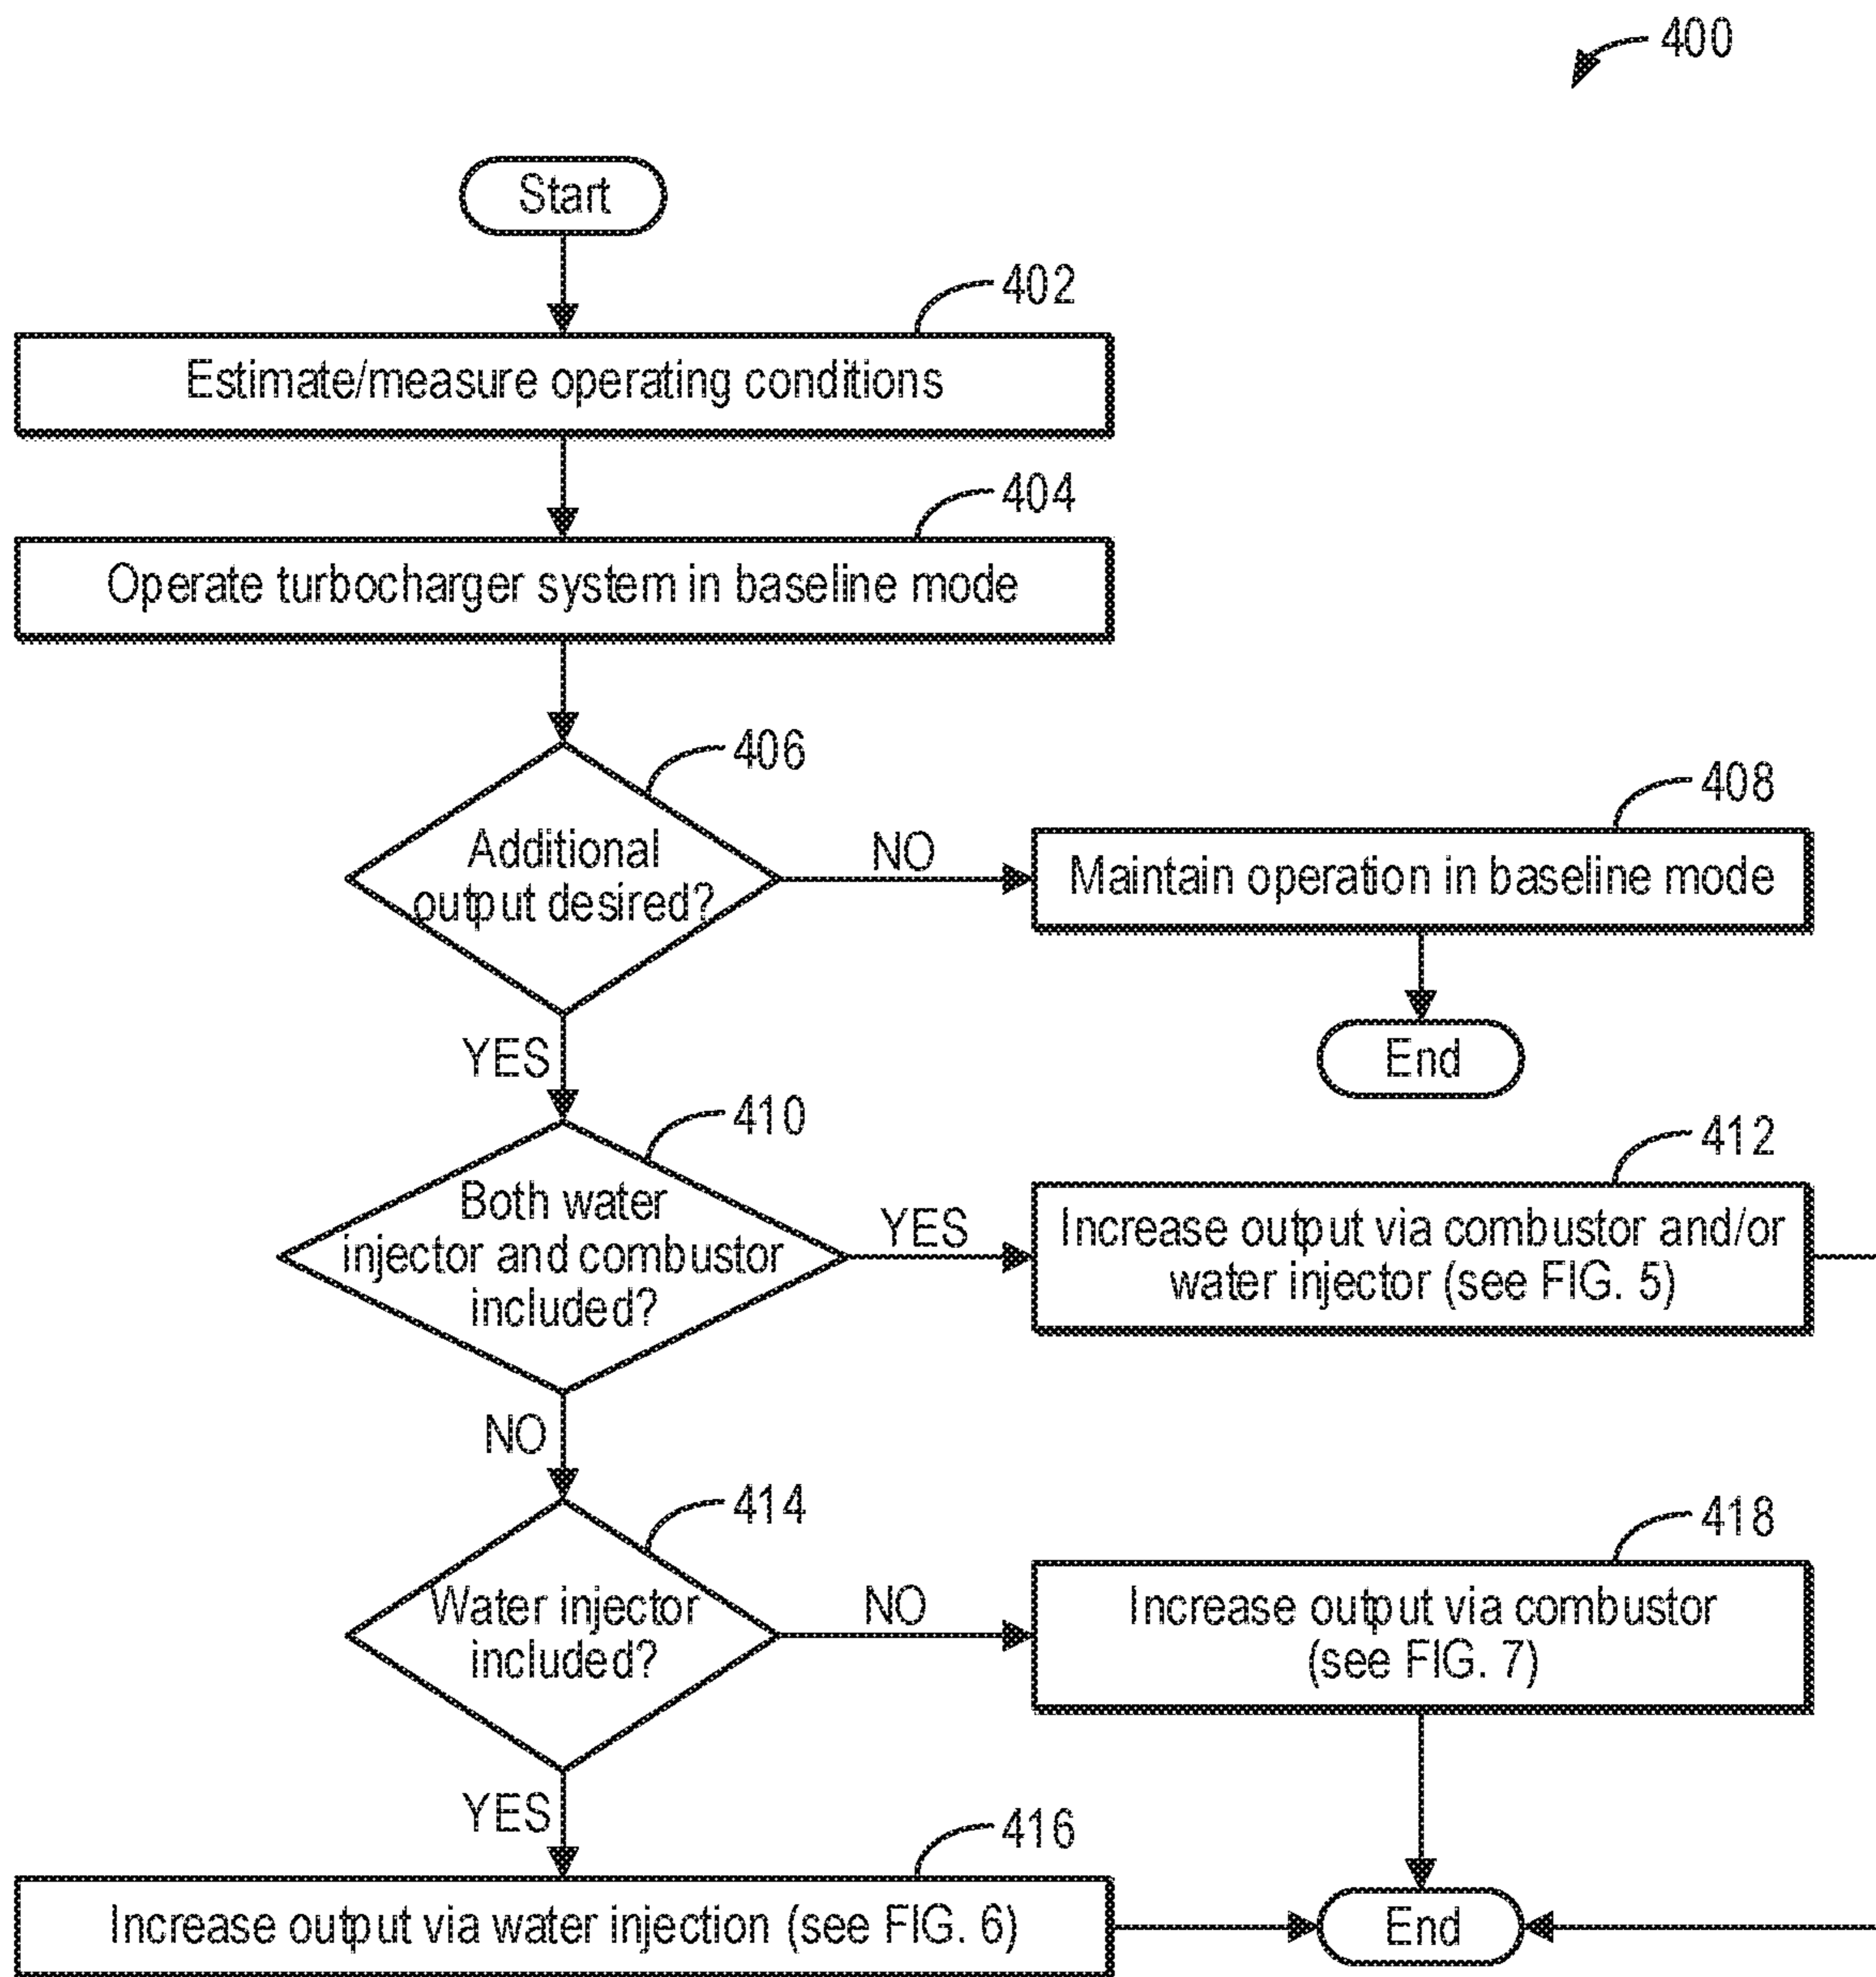 400
Start
402
Estimate/measure operating conditions
404
Operate turbocharger system in baseline mode
406
Additional
output desired?
NO
408
Maintain operation in baseline mode
End
YES
410
Both water
injector and combustor
included?
YES
412
Increase output via combustor and/or
water injector (see FIG. 5)
NO
414
Water injector
included?
NO
418
Increase output via combustor
(see FIG. 7)
YES
416
Increase output via water injection (see FIG. 6)
End